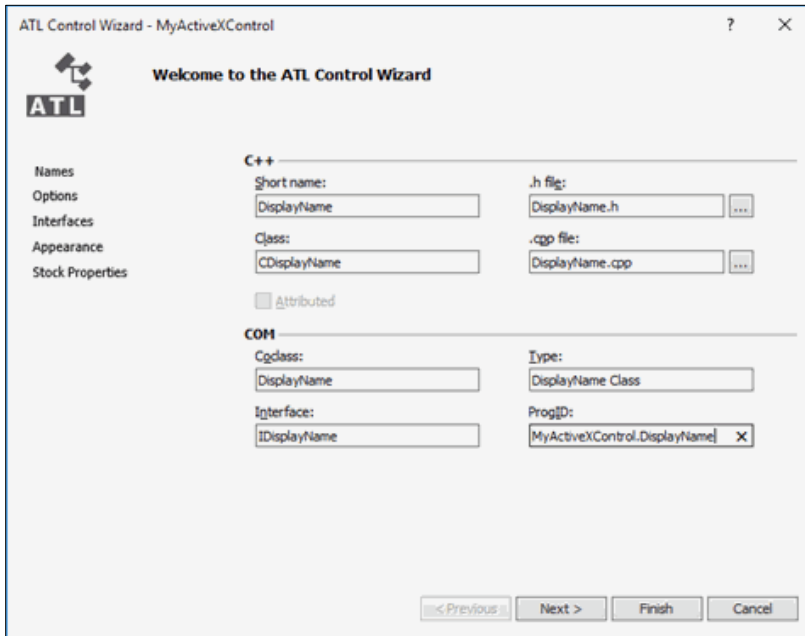 ATL Control Wizard - MyActiveXControl ? ✕
ATL
Welcome to the ATL Control Wizard
Names
Options
Interfaces
Appearance
Stock Properties
C++
Short name: .h file:
DisplayName DisplayName.h ...
Class: .cpp file:
CDisplayName DisplayName.cpp ...
Attributed
COM
Coclass: Type:
DisplayName DisplayName Class
Interface: ProgID:
IDisplayName MyActiveXControl.DisplayName ✕
< Previous Next > Finish Cancel